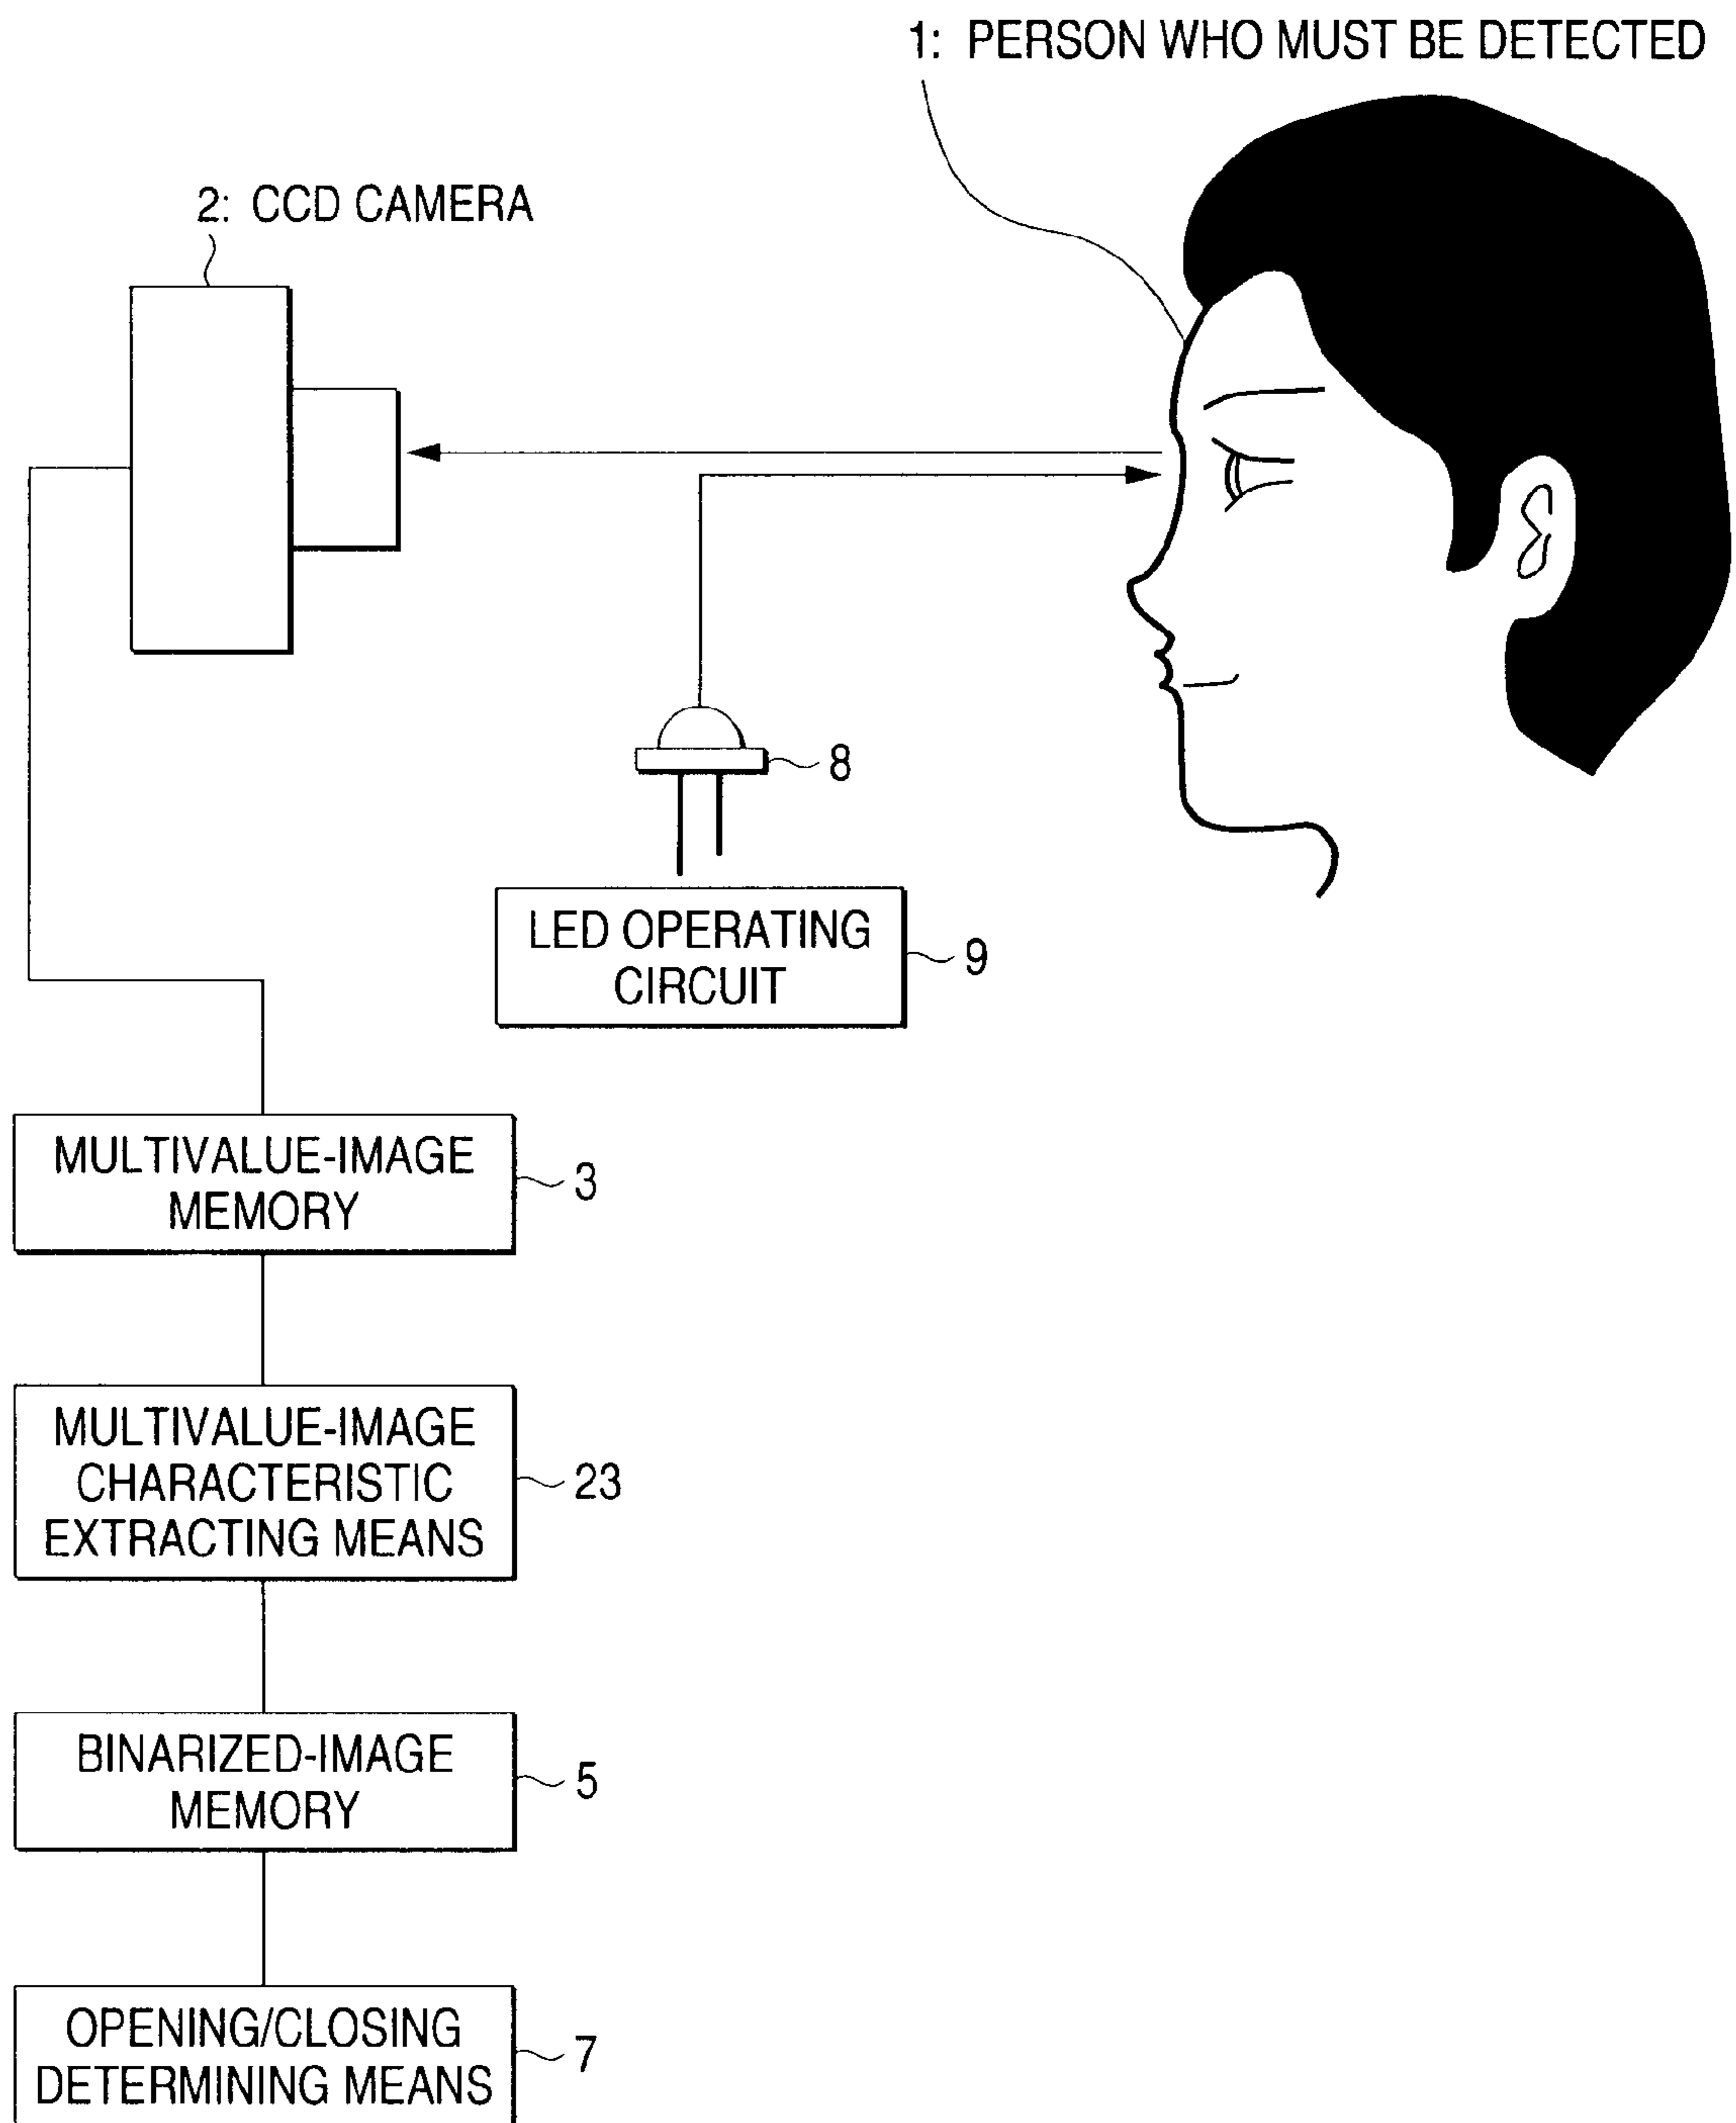 1: PERSON WHO MUST BE DETECTED
2: CCD CAMERA
8
LED OPERATING
CIRCUIT
9
MULTIVALUE-IMAGE
MEMORY
3
MULTIVALUE-IMAGE
CHARACTERISTIC
EXTRACTING MEANS
23
BINARIZED-IMAGE
MEMORY
5
OPENING/CLOSING
DETERMINING MEANS
7